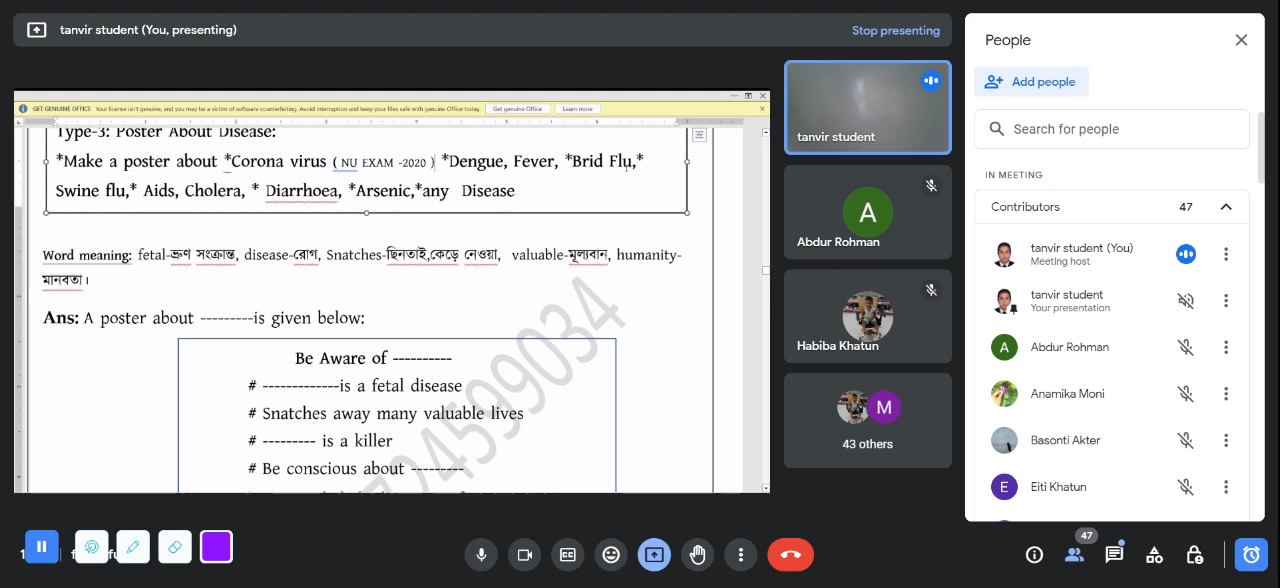 tanvir student (You, presenting)
Stop presenting
GET GENUINE OFFICE Your license isn't genuine, and you may be a victim of software counterfeiting. Avoid interruption and keep your files safe with genuine Office today. Get genuine Office Learn more
Type-3: Poster About Disease:
*Make a poster about *Corona virus ( NU EXAM -2020 ) *Dengue, Fever, *Brid Flu,*
Swine flu,* Aids, Cholera, * Diarrhoea, *Arsenic,*any Disease
Word meaning: fetal-ভ্রুণ সংক্রান্ত, disease-রোগ, Snatches-ছিনতাই,কেড়ে নেওয়া, valuable-মূল্যবান, humanity-
মানবতা।
Ans: A poster about ---------is given below:
Be Aware of ----------
# -------------is a fetal disease
# Snatches away many valuable lives
# --------- is a killer
# Be conscious about ---------
724599034
tanvir student
A
Abdur Rohman
Habiba Khatun
M
43 others
People
Add people
Search for people
IN MEETING
Contributors 47
tanvir student (You)
Meeting host
tanvir student
Your presentation
A Abdur Rohman
Anamika Moni
Basonti Akter
E Eiti Khatun
47